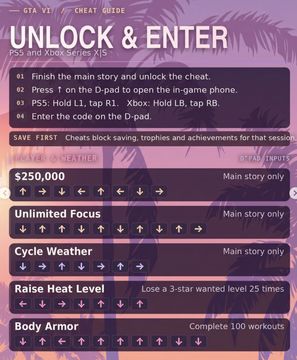 GTA VI // CHEAT GUIDE
UNLOCK & ENTER
PS5 and Xbox Series X|S
01 Finish the main story and unlock the cheat.
02 Press ↑ on the D-pad to open the in-game phone.
03 PS5: Hold L1, tap R1. Xbox: Hold LB, tap RB.
04 Enter the code on the D-pad.
SAVE FIRST Cheats block saving, trophies and achievements for that session.
PLAYER & WEATHER D-PAD INPUTS
$250,000 Main story only
↑ → ↓ ← ↑ ← ↓ →
Unlimited Focus Main story only
Cycle Weather Main story only
Raise Heat Level Lose a 3-star wanted level 25 times
Body Armor Complete 100 workouts